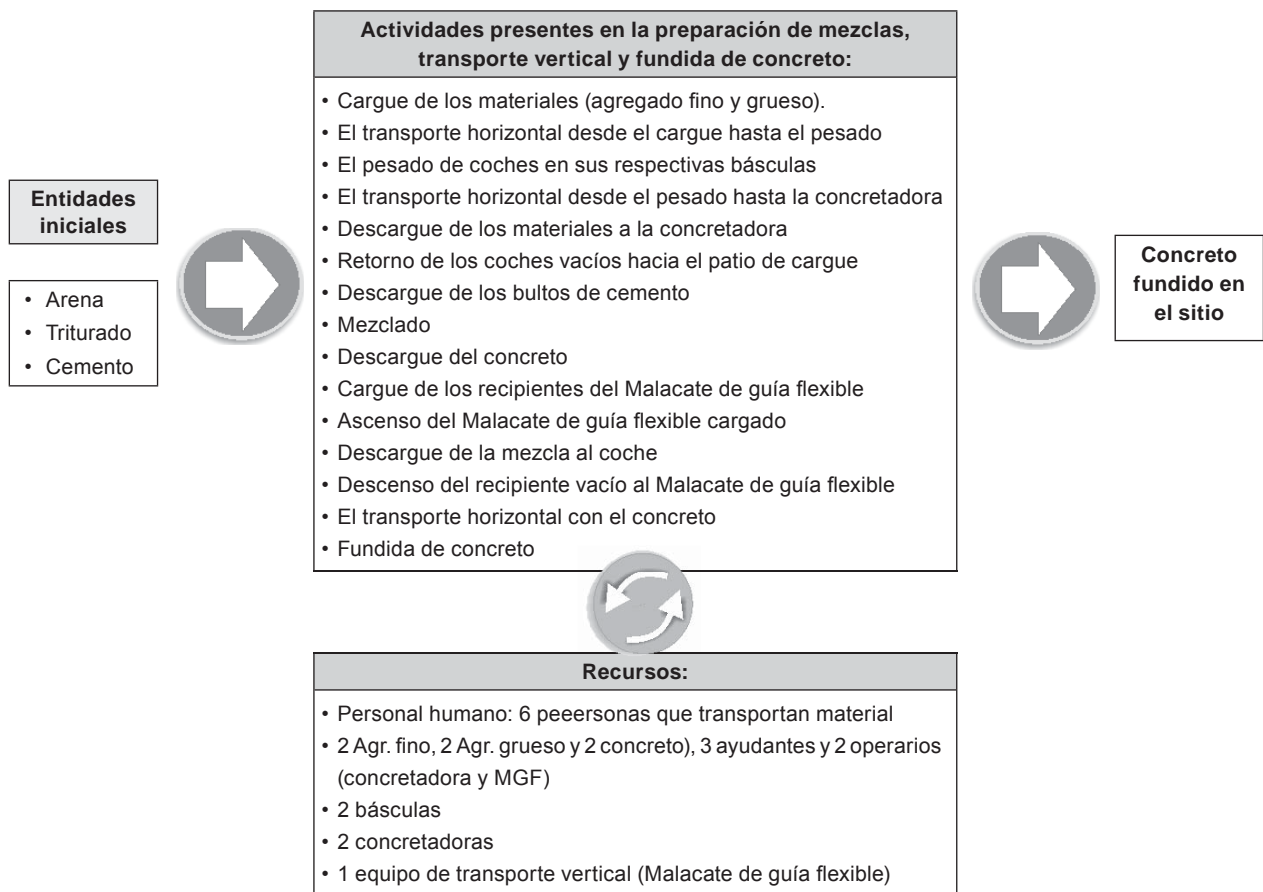 Actividades presentes en la preparación de mezclas,
transporte vertical y fundida de concreto:
• Cargue de los materiales (agregado fino y grueso).
• El transporte horizontal desde el cargue hasta el pesado
• El pesado de coches en sus respectivas básculas
• El transporte horizontal desde el pesado hasta la concretadora
• Descargue de los materiales a la concretadora
• Retorno de los coches vacíos hacia el patio de cargue
• Descargue de los bultos de cemento
• Mezclado
• Descargue del concreto
• Cargue de los recipientes del Malacate de guía flexible
• Ascenso del Malacate de guía flexible cargado
• Descargue de la mezcla al coche
• Descenso del recipiente vacío al Malacate de guía flexible
• El transporte horizontal con el concreto
• Fundida de concreto
Entidades
iniciales
• Arena
• Triturado
• Cemento
Concreto
fundido en
el sitio
Recursos:
• Personal humano: 6 peeersonas que transportan material
• 2 Agr. fino, 2 Agr. grueso y 2 concreto), 3 ayudantes y 2 operarios
(concretadora y MGF)
• 2 básculas
• 2 concretadoras
• 1 equipo de transporte vertical (Malacate de guía flexible)